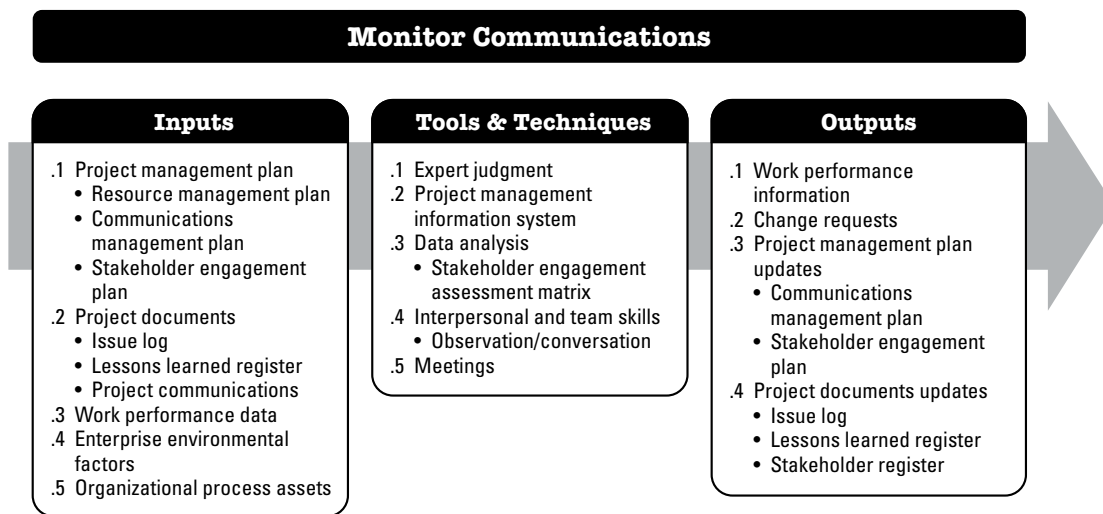 Monitor Communications
Inputs
.1 Project management plan
• Resource management plan
• Communications
management plan
• Stakeholder engagement
plan
.2 Project documents
• Issue log
• Lessons learned register
• Project communications
.3 Work performance data
.4 Enterprise environmental
factors
.5 Organizational process assets
Tools & Techniques
.1 Expert judgment
.2 Project management
information system
.3 Data analysis
• Stakeholder engagement
assessment matrix
.4 Interpersonal and team skills
• Observation/conversation
.5 Meetings
Outputs
.1 Work performance
information
.2 Change requests
.3 Project management plan
updates
• Communications
management plan
• Stakeholder engagement
plan
.4 Project documents updates
• Issue log
• Lessons learned register
• Stakeholder register